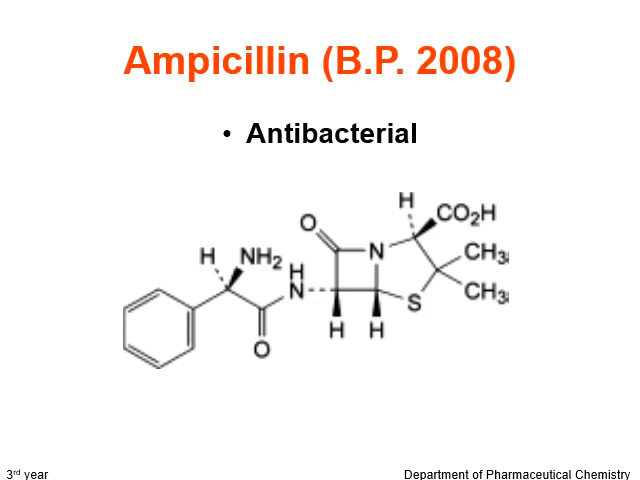 Ampicillin (B.P. 2008)
• Antibacterial
H
CO₂H
O
N
CH₃
H
NH₂
H
N
CH₃
S
O
H
H
3rd year
Department of Pharmaceutical Chemistry